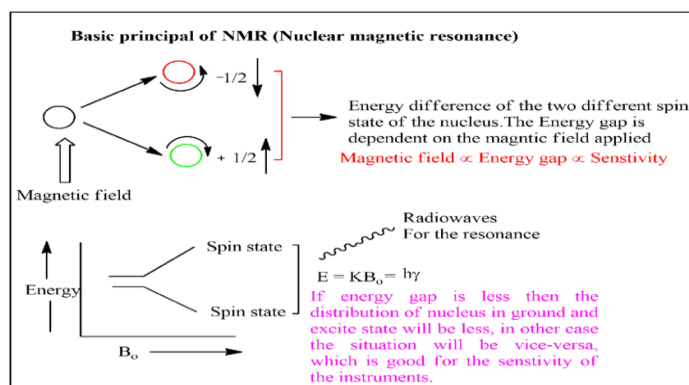 Basic principal of NMR (Nuclear magnetic resonance)
−1/2
+ 1/2
Magnetic field
Energy difference of the two different spin
state of the nucleus.The Energy gap is
dependent on the magntic field applied
Magnetic field ∝ Energy gap ∝ Senstivity
Energy
Bₒ
Spin state
Spin state
Radiowaves
For the resonance
E = KBₒ= hγ
If energy gap is less then the
distribution of nucleus in ground and
excite state will be less, in other case
the situation will be vice-versa,
which is good for the senstivity of
the instruments.